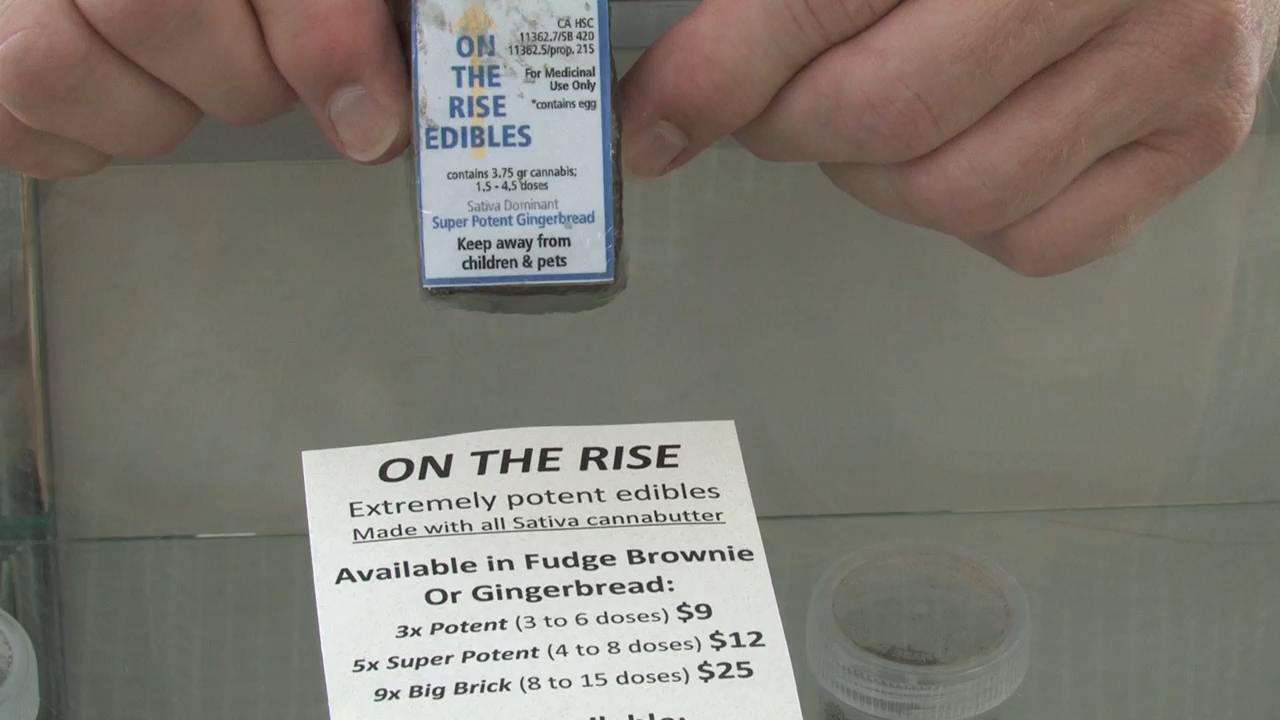 ON
THE
RISE
EDIBLES
CA HSC
11362.7/SB 420
11362.5/prop. 215
For Medicinal
Use Only
*contains egg
contains 3.75 gr cannabis;
1.5 - 4.5 doses
Sativa Dominant
Super Potent Gingerbread
Keep away from
children & pets
ON THE RISE
Extremely potent edibles
Made with all Sativa cannabutter
Available in Fudge Brownie
Or Gingerbread:
3x Potent (3 to 6 doses) $9
5x Super Potent (4 to 8 doses) $12
9x Big Brick (8 to 15 doses) $25